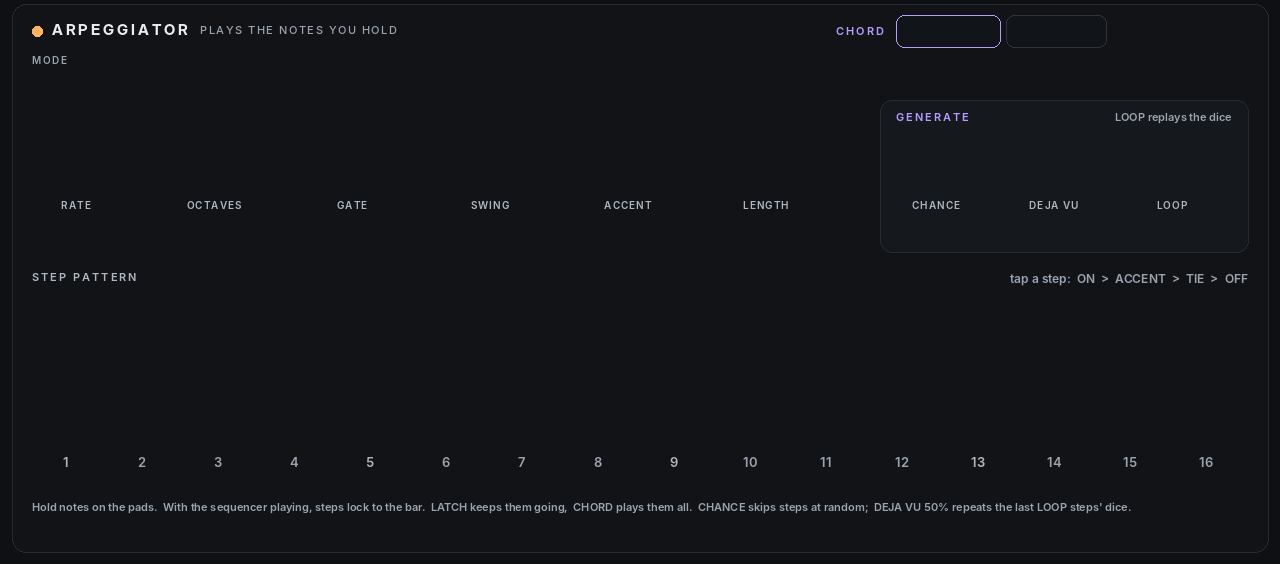 ARPEGGIATOR PLAYS THE NOTES YOU HOLD CHORD
MODE
GENERATE LOOP replays the dice
RATE OCTAVES GATE SWING ACCENT LENGTH CHANCE DEJA VU LOOP
STEP PATTERN tap a step: ON > ACCENT > TIE > OFF
1 2 3 4 5 6 7 8 9 10 11 12 13 14 15 16
Hold notes on the pads. With the sequencer playing, steps lock to the bar. LATCH keeps them going, CHORD plays them all. CHANCE skips steps at random; DEJA VU 50% repeats the last LOOP steps' dice.